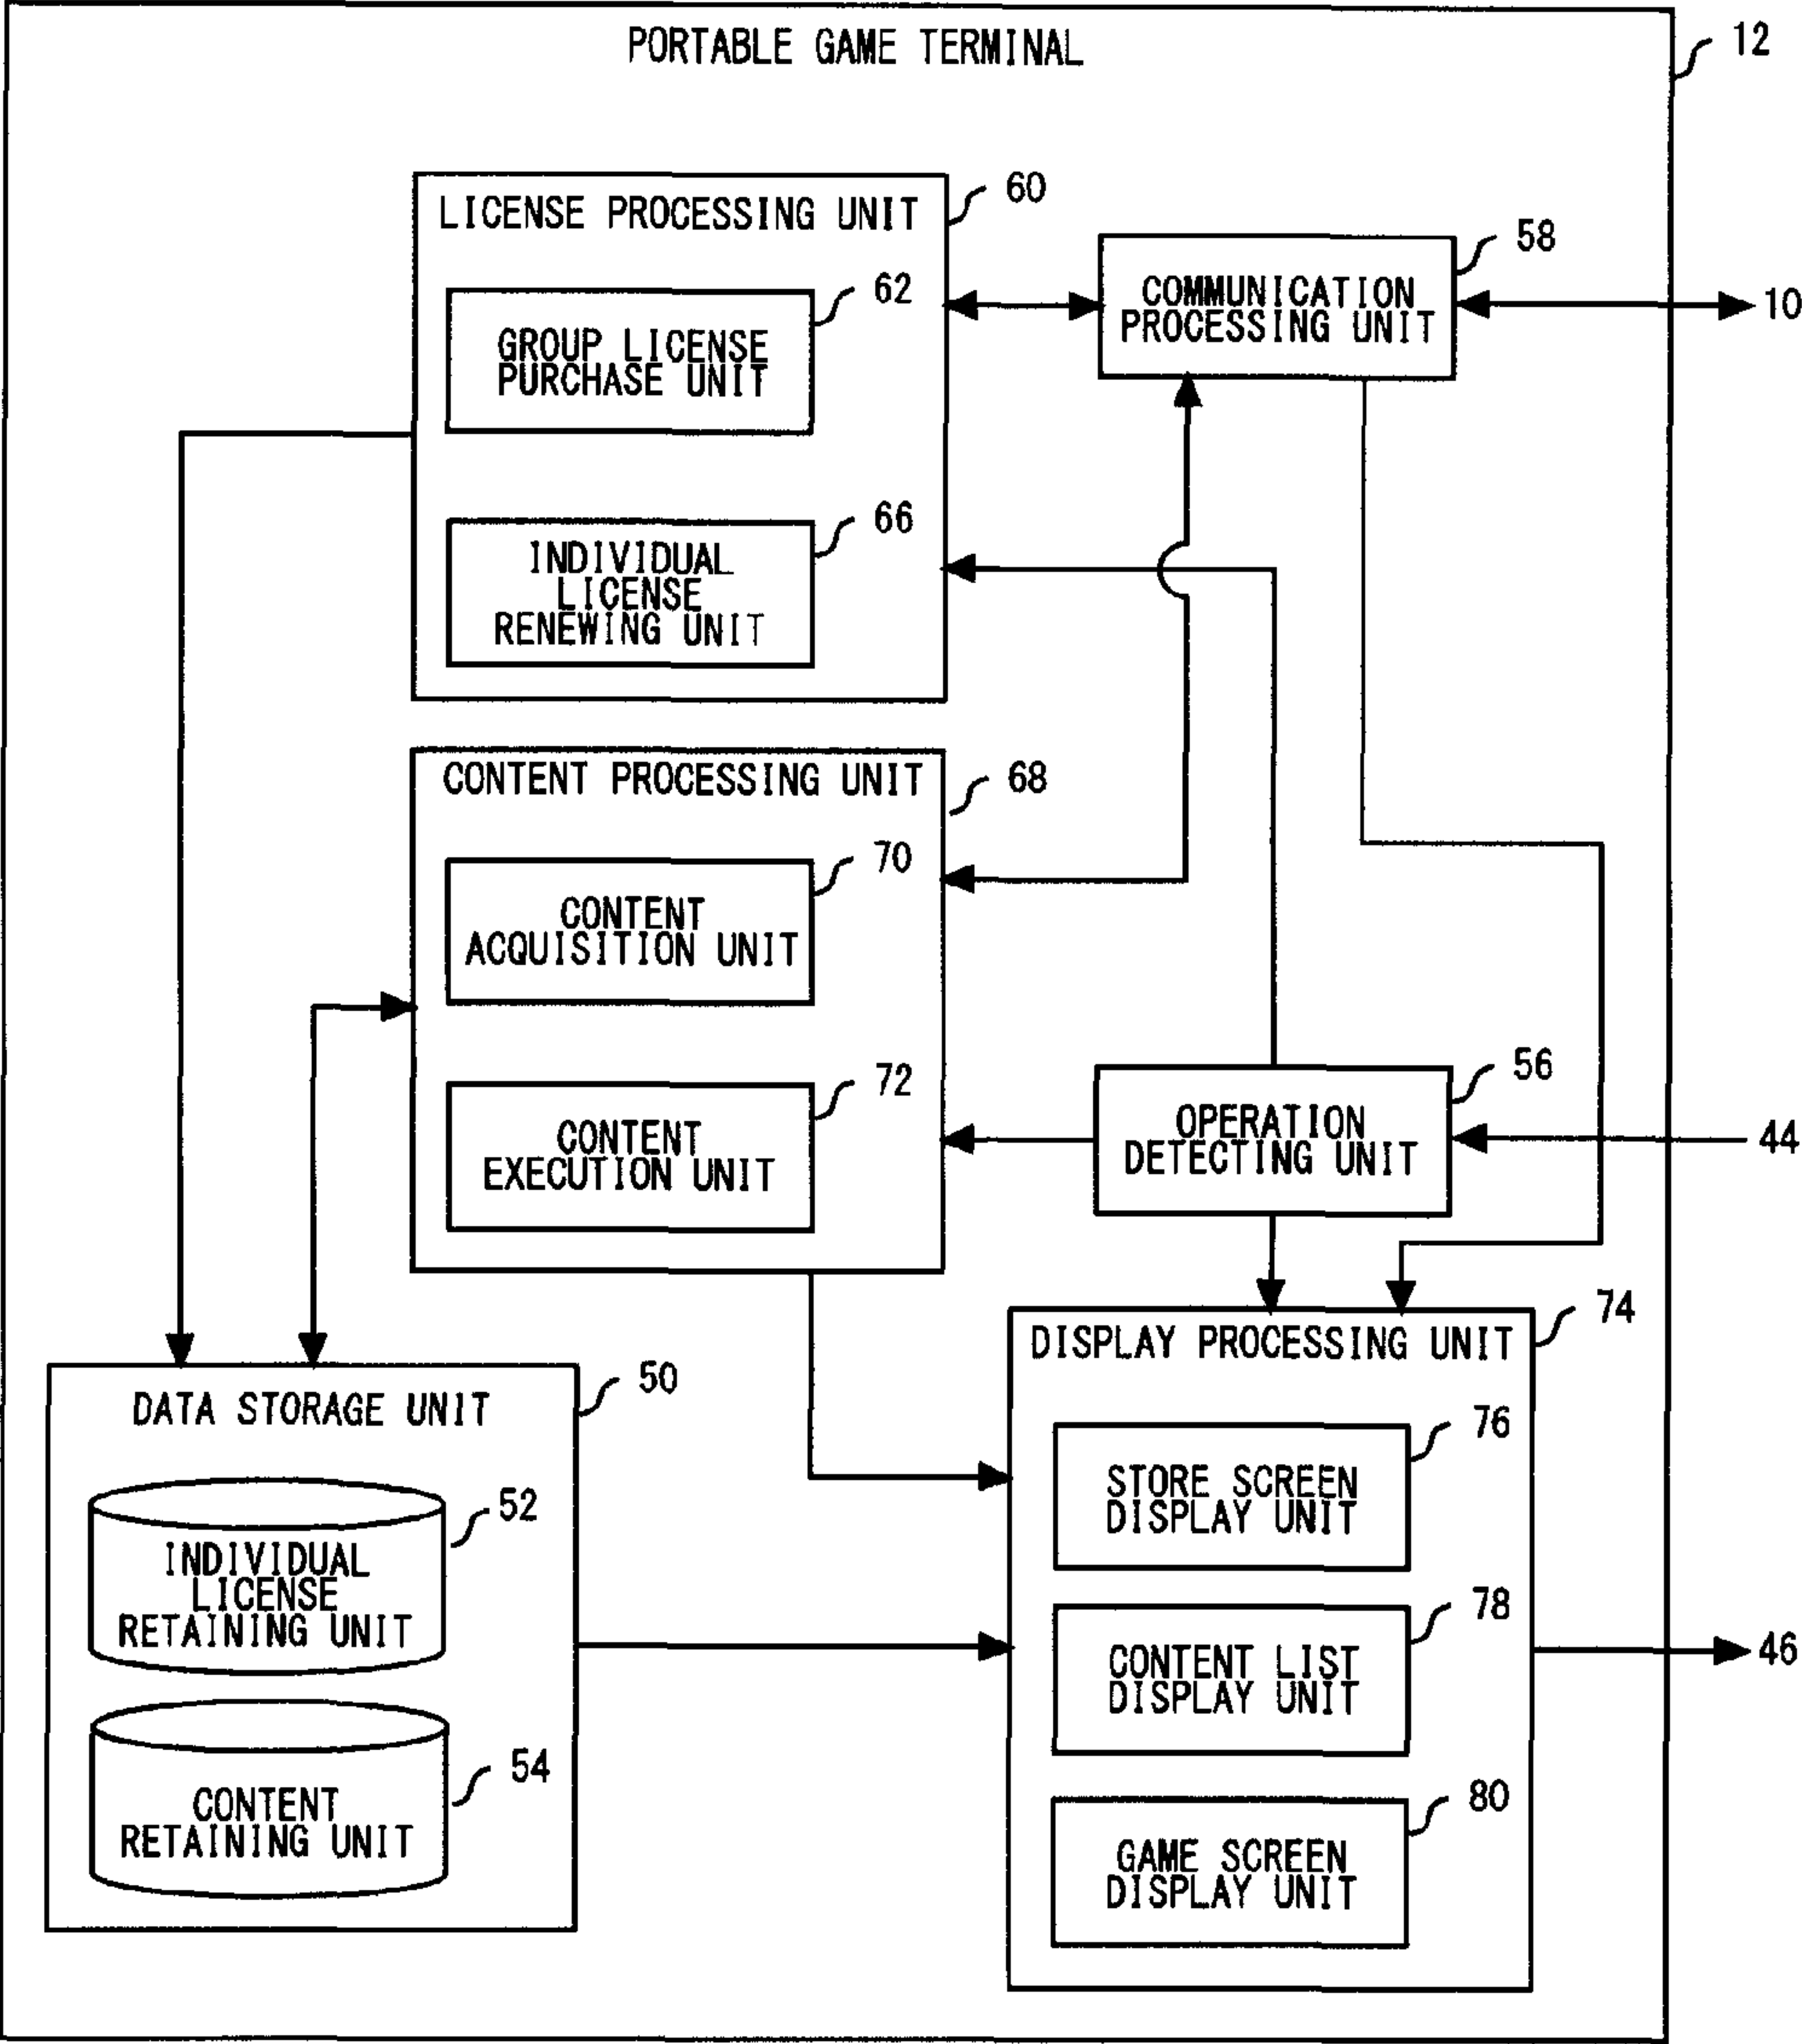 PORTABLE GAME TERMINAL
12
LICENSE PROCESSING UNIT
60
62
GROUP LICENSE
PURCHASE UNIT
66
INDIVIDUAL
LICENSE
RENEWING UNIT
58
COMMUNICATION
PROCESSING UNIT
10
CONTENT PROCESSING UNIT
68
70
CONTENT
ACQUISITION UNIT
72
CONTENT
EXECUTION UNIT
56
OPERATION
DETECTING UNIT
44
DATA STORAGE UNIT
50
52
INDIVIDUAL
LICENSE
RETAINING UNIT
54
CONTENT
RETAINING UNIT
DISPLAY PROCESSING UNIT
74
76
STORE SCREEN
DISPLAY UNIT
78
CONTENT LIST
DISPLAY UNIT
46
80
GAME SCREEN
DISPLAY UNIT